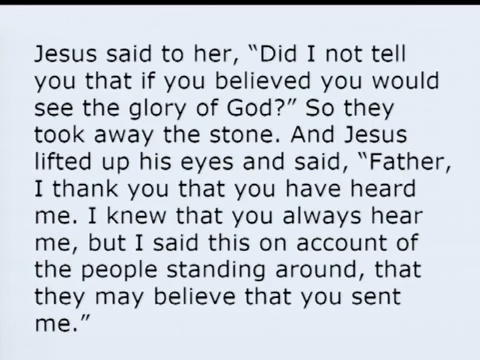 Jesus said to her, “Did I not tell
you that if you believed you would
see the glory of God?” So they
took away the stone. And Jesus
lifted up his eyes and said, “Father,
I thank you that you have heard
me. I knew that you always hear
me, but I said this on account of
the people standing around, that
they may believe that you sent
me.”